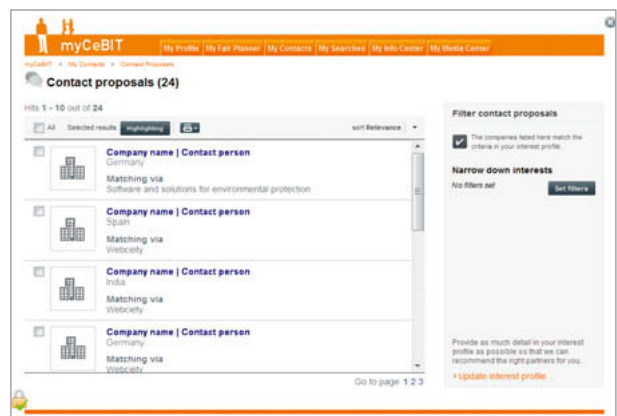 myCeBIT
My Profile My Fair Planner My Contacts My Searches My Info Center My Media Center
myCeBIT > My Contacts > Contact Proposals
Contact proposals (24)
Hits 1 - 10 out of 24
All Selected results Highlighting sort Relevance
Company name | Contact person
Germany
Matching via
Software and solutions for environmental protection
Company name | Contact person
Spain
Matching via
Webciety
Company name | Contact person
India
Matching via
Webciety
Company name | Contact person
Germany
Matching via
Webciety
Go to page 1 2 3
Filter contact proposals
The companies listed here match the
criteria in your interest profile.
Narrow down interests
No filters set Set filters
Provide as much detail in your interest
profile as possible so that we can
recommend the right partners for you.
Update interest profile